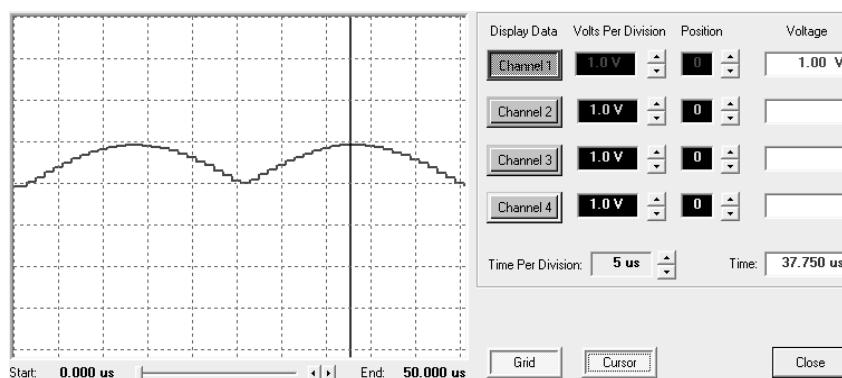 Display Data Volts Per Division Position Voltage
Channel 1 1.0 V 0 1.00 V
Channel 2 1.0 V 0
Channel 3 1.0 V 0
Channel 4 1.0 V 0
Time Per Division: 5 us Time: 37.750 us
Grid Cursor Close
Start: 0.000 us End: 50.000 us